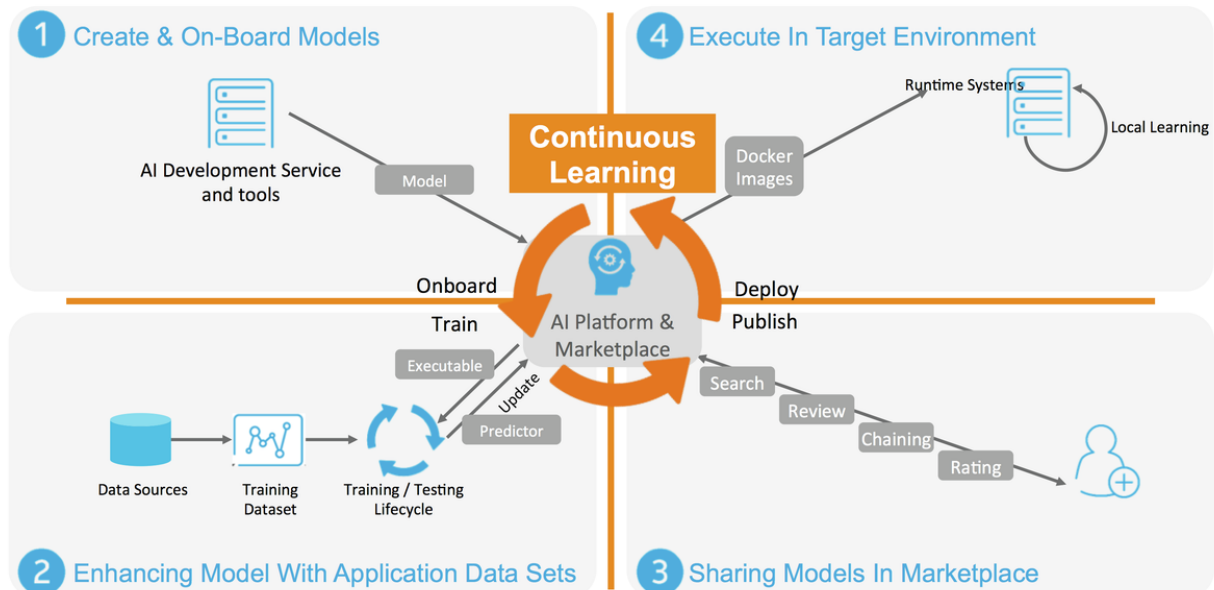 1 Create & On-Board Models
AI Development Service
and tools
Model
4 Execute In Target Environment
Runtime Systems
Local Learning
Docker
Images
Continuous
Learning
Onboard
Train
Deploy
Publish
AI Platform &
Marketplace
Executable
Update
Predictor
Data Sources
Training
Dataset
Training / Testing
Lifecycle
2 Enhancing Model With Application Data Sets
Search
Review
Chaining
Rating
3 Sharing Models In Marketplace